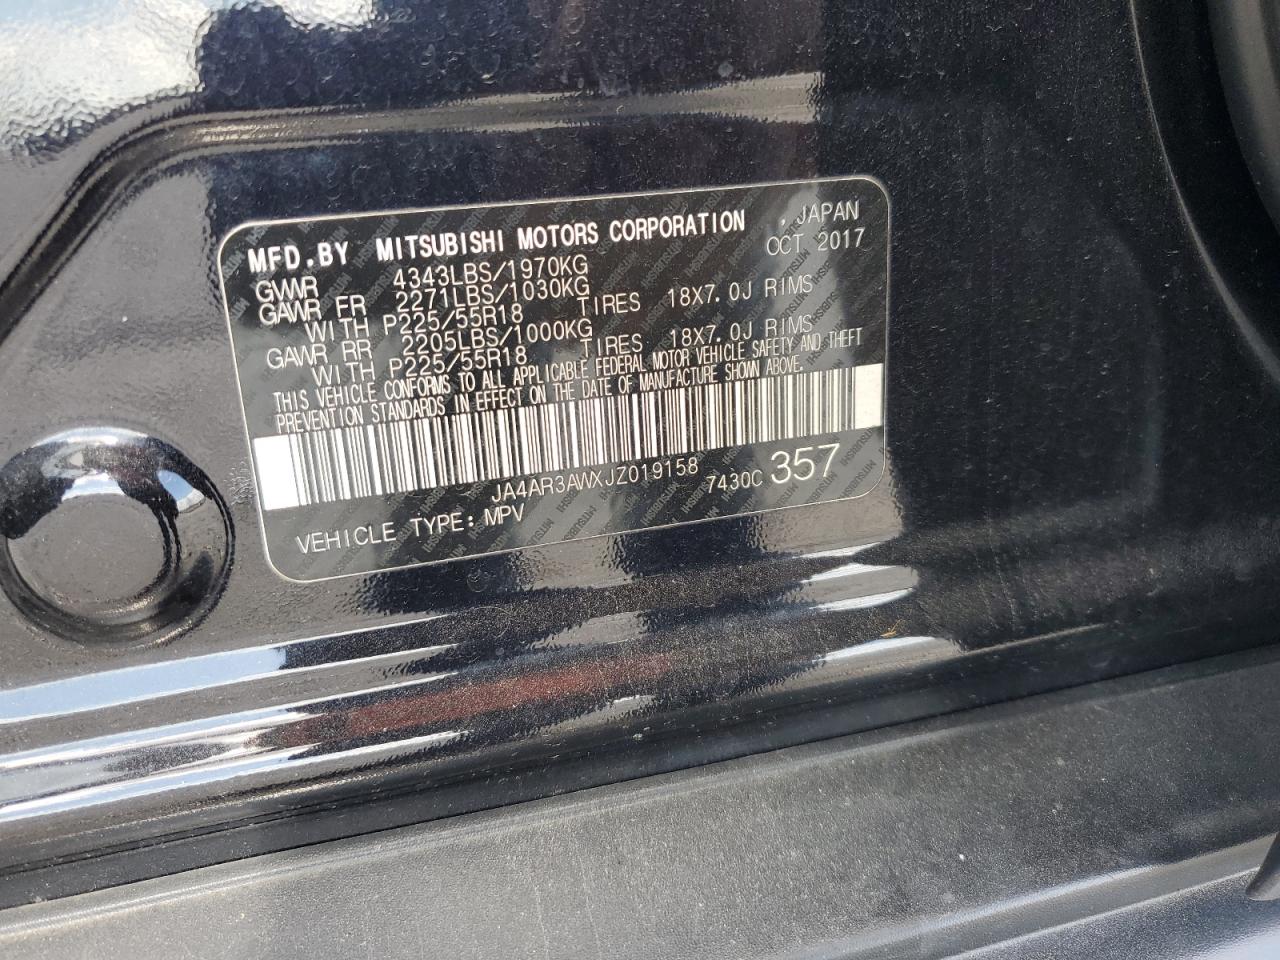 MFD.BY MITSUBISHI MOTORS CORPORATION , JAPAN
GVWR 4343LBS/1970KG OCT 2017
GAWR FR 2271LBS/1030KG
WITH P225/55R18 TIRES 18X7.0J RIMS
GAWR RR 2205LBS/1000KG
WITH P225/55R18 TIRES 18X7.0J RIMS
THIS VEHICLE CONFORMS TO ALL APPLICABLE FEDERAL MOTOR VEHICLE SAFETY AND THEFT
PREVENTION STANDARDS IN EFFECT ON THE DATE OF MANUFACTURE SHOWN ABOVE.
JA4AR3AWXJZ019158 7430C 357
VEHICLE TYPE: MPV